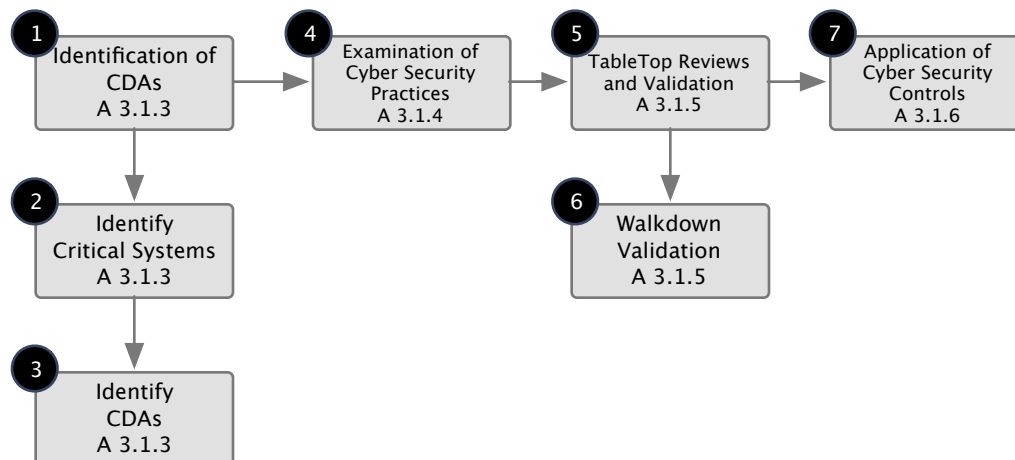 1
Identification of
CDAs
A 3.1.3
4
Examination of
Cyber Security
Practices
A 3.1.4
5
TableTop Reviews
and Validation
A 3.1.5
7
Application of
Cyber Security
Controls
A 3.1.6
2
Identify
Critical Systems
A 3.1.3
6
Walkdown
Validation
A 3.1.5
3
Identify
CDAs
A 3.1.3